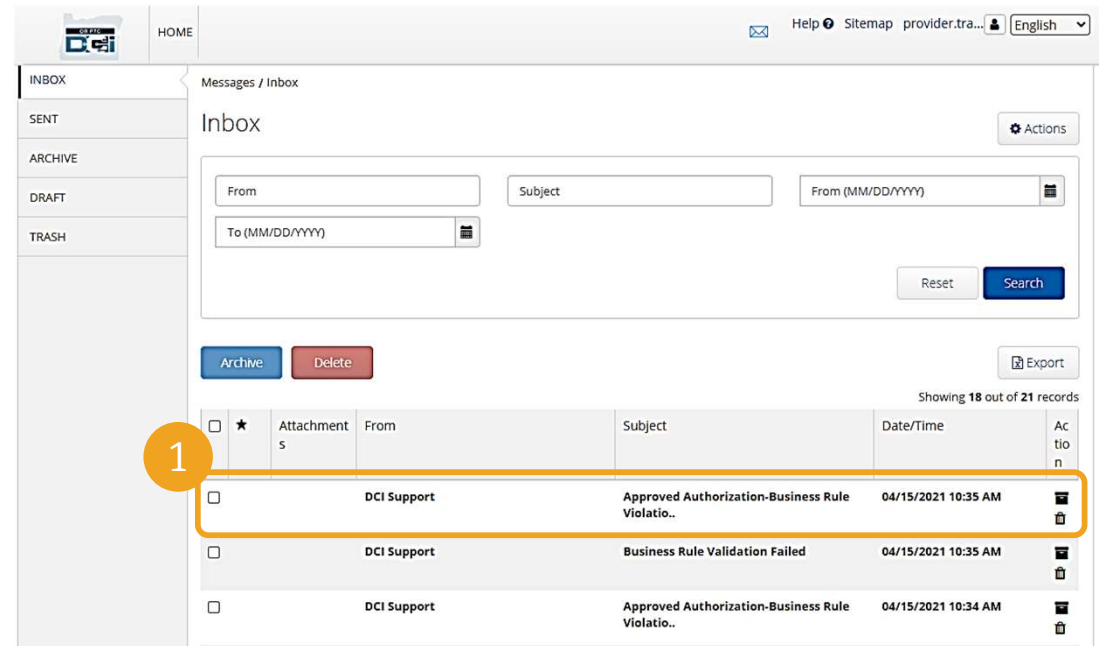 OR PTC
DCi
HOME
Help Sitemap provider.tra... English
INBOX
SENT
ARCHIVE
DRAFT
TRASH
Messages / Inbox
Inbox
Actions
From
Subject
From (MM/DD/YYYY)
To (MM/DD/YYYY)
Reset
Search
Archive
Delete
Export
Showing 18 out of 21 records
Attachment
s
From
Subject
Date/Time
Ac
tio
n
1
DCI Support
Approved Authorization-Business Rule
Violatio..
04/15/2021 10:35 AM
DCI Support
Business Rule Validation Failed
04/15/2021 10:35 AM
DCI Support
Approved Authorization-Business Rule
Violatio..
04/15/2021 10:34 AM